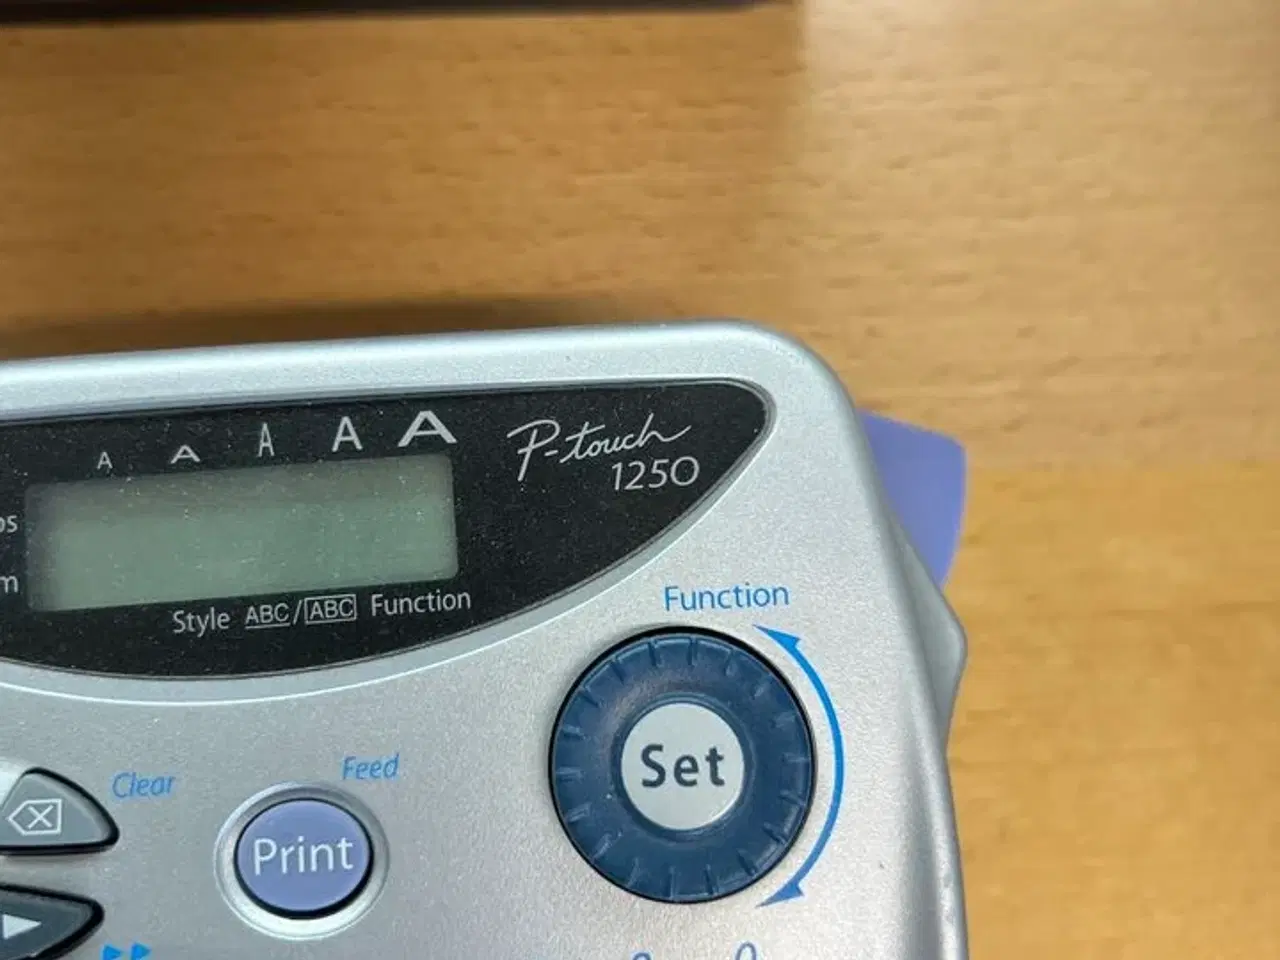 A A A A A
P-touch
1250
Style ABC/ABC Function
Function
Set
Clear
Feed
Print